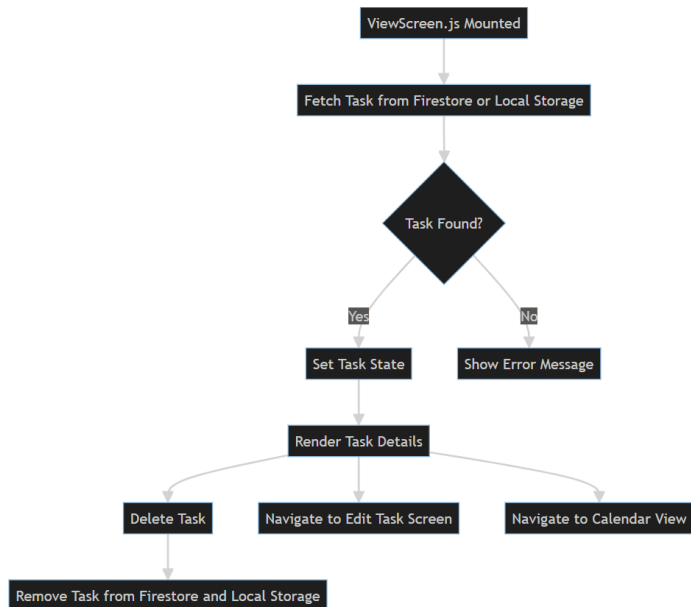 ViewScreen.js Mounted
Fetch Task from Firestore or Local Storage
Task Found?
Yes
No
Set Task State
Show Error Message
Render Task Details
Delete Task
Navigate to Edit Task Screen
Navigate to Calendar View
Remove Task from Firestore and Local Storage